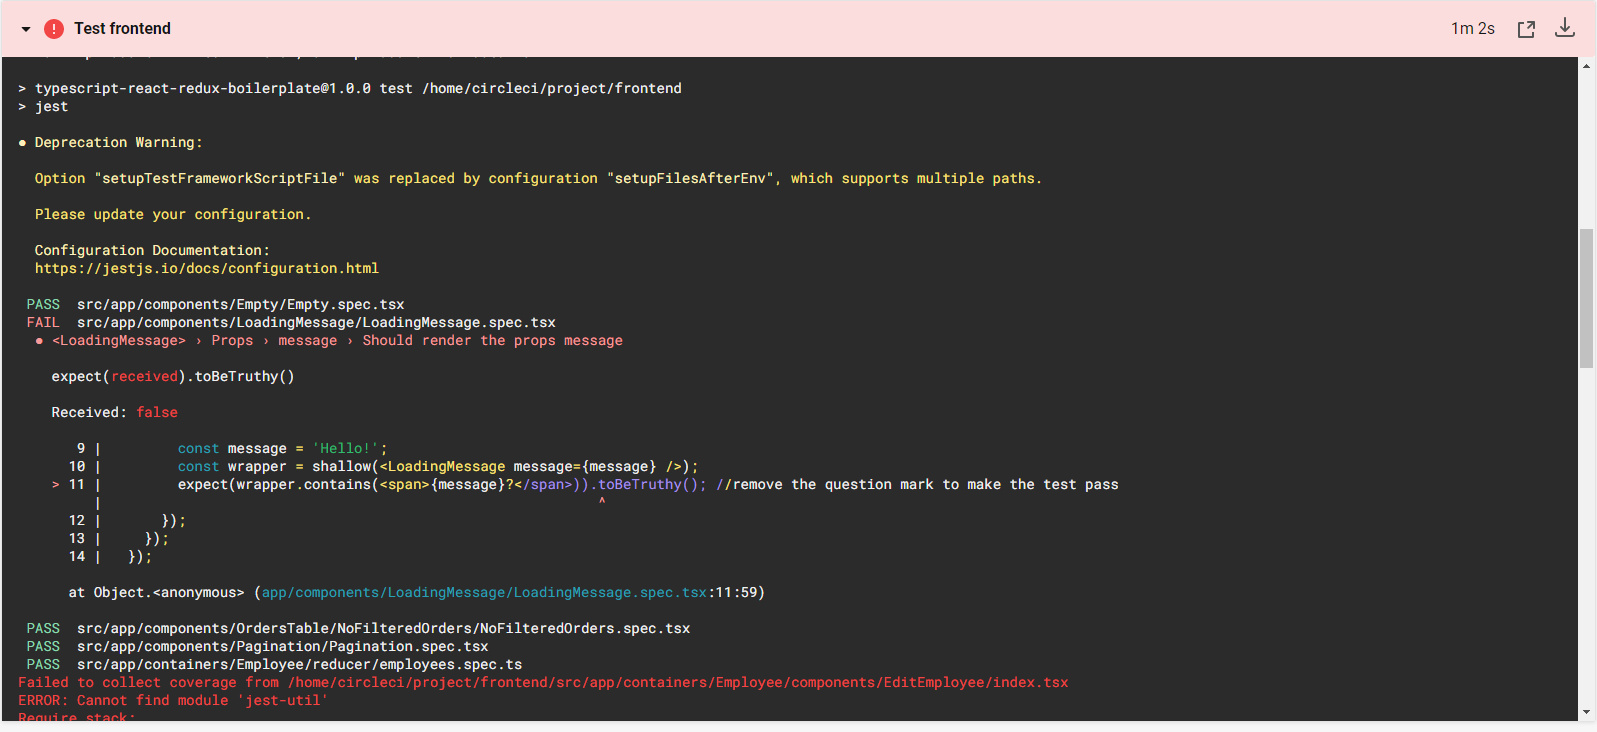 Test frontend
1m 2s
> typescript-react-redux-boilerplate@1.0.0 test /home/circleci/project/frontend
> jest
● Deprecation Warning:
Option "setupTestFrameworkScriptFile" was replaced by configuration "setupFilesAfterEnv", which supports multiple paths.
Please update your configuration.
Configuration Documentation:
https://jestjs.io/docs/configuration.html
PASS src/app/components/Empty/Empty.spec.tsx
FAIL src/app/components/LoadingMessage/LoadingMessage.spec.tsx
● <LoadingMessage> › Props › message › Should render the props message
expect(received).toBeTruthy()
Received: false
9 | const message = 'Hello!';
10 | const wrapper = shallow(<LoadingMessage message={message} />);
> 11 | expect(wrapper.contains(<span>{message}?</span>)).toBeTruthy(); //remove the question mark to make the test pass
| ^
12 | });
13 | });
14 | });
at Object.<anonymous> (app/components/LoadingMessage/LoadingMessage.spec.tsx:11:59)
PASS src/app/components/OrdersTable/NoFilteredOrders/NoFilteredOrders.spec.tsx
PASS src/app/components/Pagination/Pagination.spec.tsx
PASS src/app/containers/Employee/reducer/employees.spec.ts
Failed to collect coverage from /home/circleci/project/frontend/src/app/containers/Employee/components/EditEmployee/index.tsx
ERROR: Cannot find module 'jest-util'
Require stack: